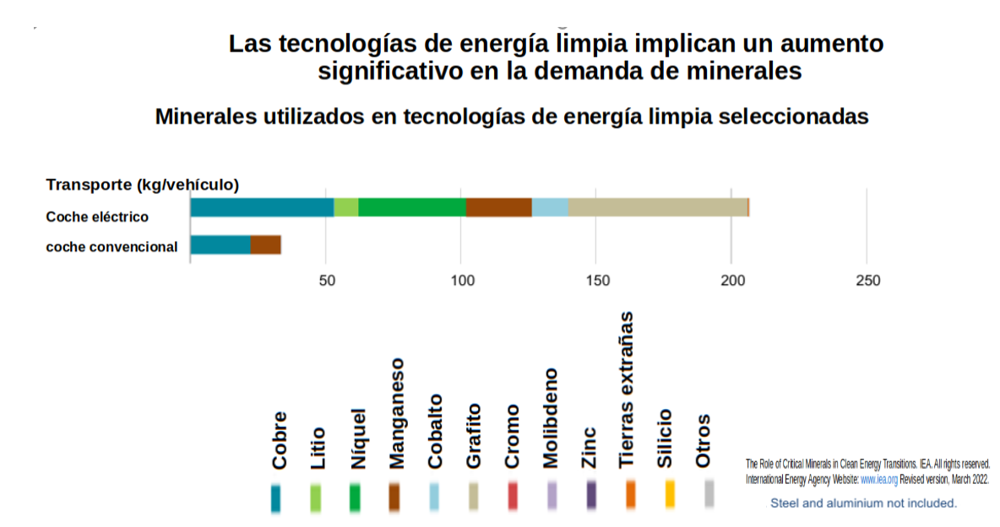 Las tecnologías de energía limpia implican un aumento
significativo en la demanda de minerales
Minerales utilizados en tecnologías de energía limpia seleccionadas
Transporte (kg/vehículo)
Coche eléctrico
coche convencional
50 100 150 200 250
Cobre
Litio
Níquel
Manganeso
Cobalto
Grafito
Cromo
Molibdeno
Zinc
Tierras extrañas
Silicio
Otros
The Role of Critical Minerals in Clean Energy Transitions. IEA. All rights reserved.
International Energy Agency Website: www.iea.org Revised version, March 2022.
Steel and aluminium not included.